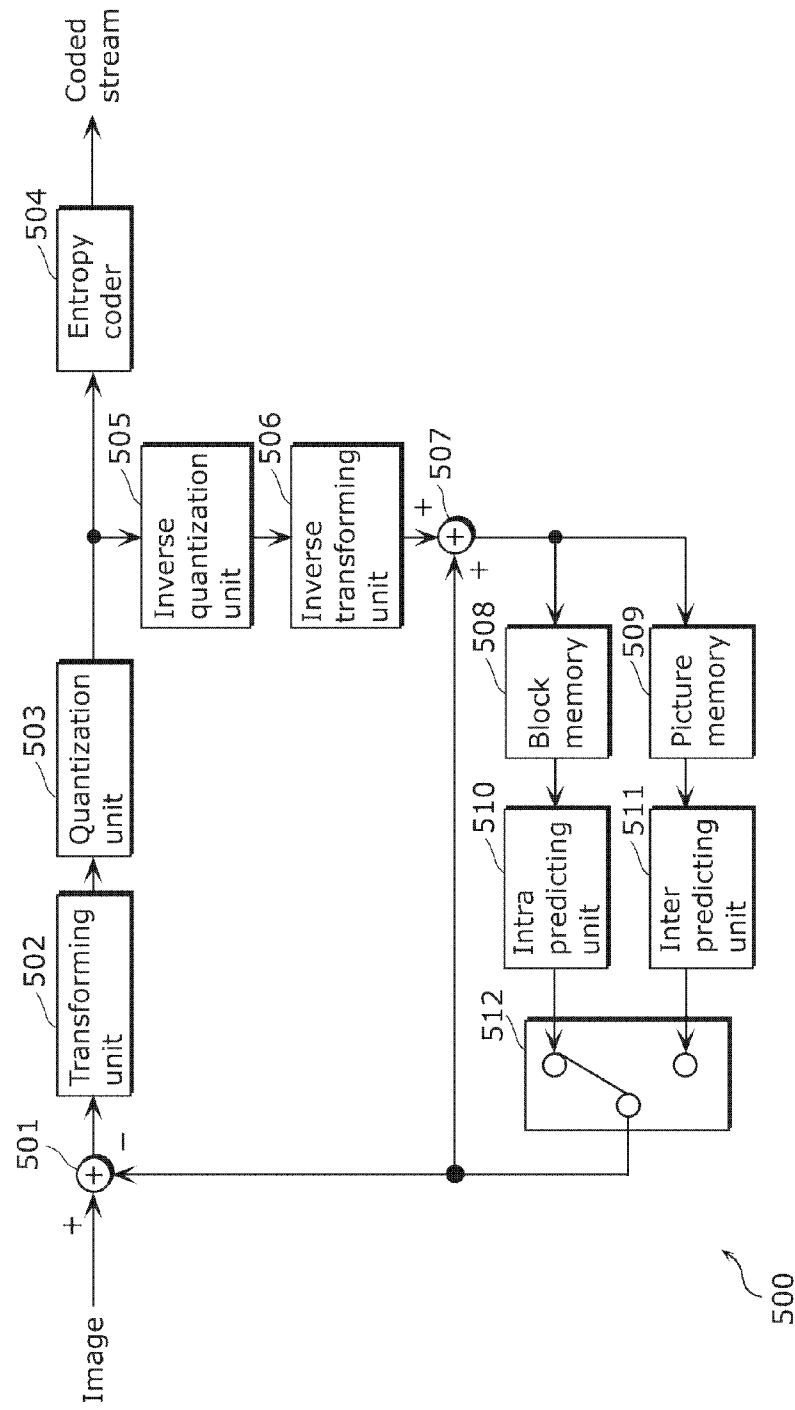 Image
+
501
+
−
502
Transforming
unit
503
Quantization
unit
504
Entropy
coder
Coded
stream
505
Inverse
quantization
unit
506
Inverse
transforming
unit
+
507
+
+
508
Block
memory
509
Picture
memory
510
Intra
predicting
unit
511
Inter
predicting unit
512
500